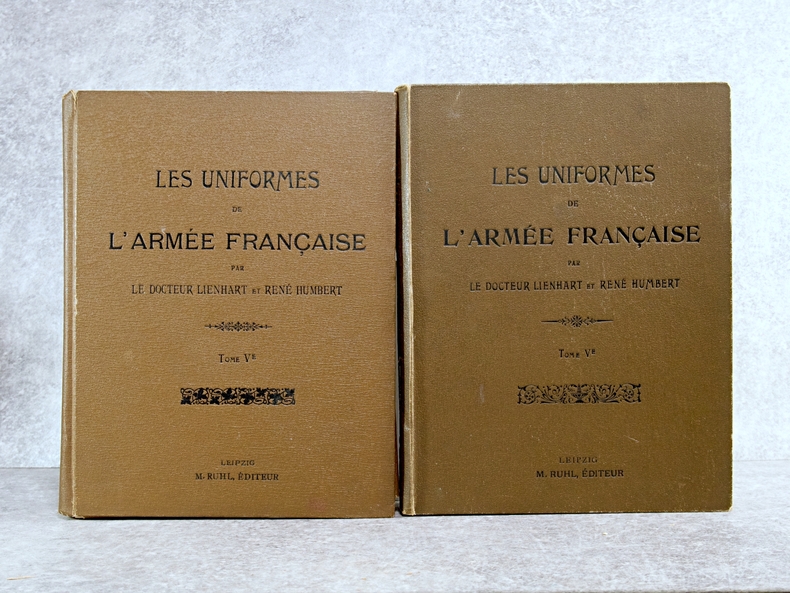 LES UNIFORMES
DE
L'ARMÉE FRANÇAISE
PAR
LE DOCTEUR LIENHART ET RENÉ HUMBERT
TOME VE
LEIPZIG
M. RUHL, ÉDITEUR
LES UNIFORMES
DE
L'ARMÉE FRANÇAISE
PAR
LE DOCTEUR LIENHART ET RENÉ HUMBERT
TOME VE
LEIPZIG
M. RUHL, ÉDITEUR